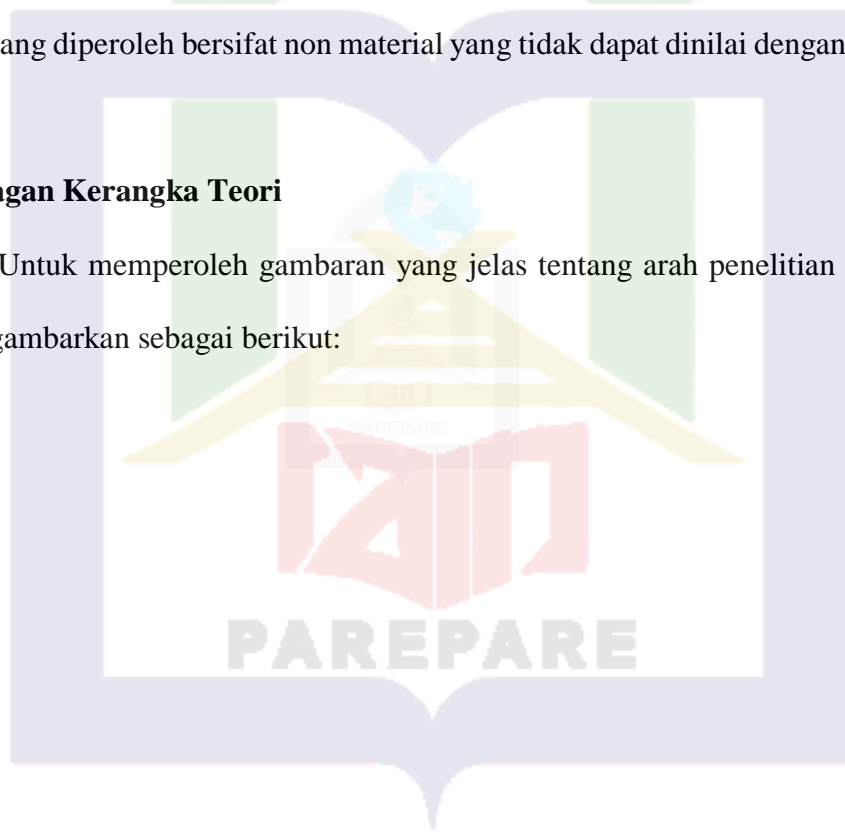 ang diperoleh bersifat non material yang tidak dapat dinilai dengan
agan Kerangka Teori
Untuk memperoleh gambaran yang jelas tentang arah penelitian
gambarkan sebagai berikut:
PAREPARE
PAREPARE